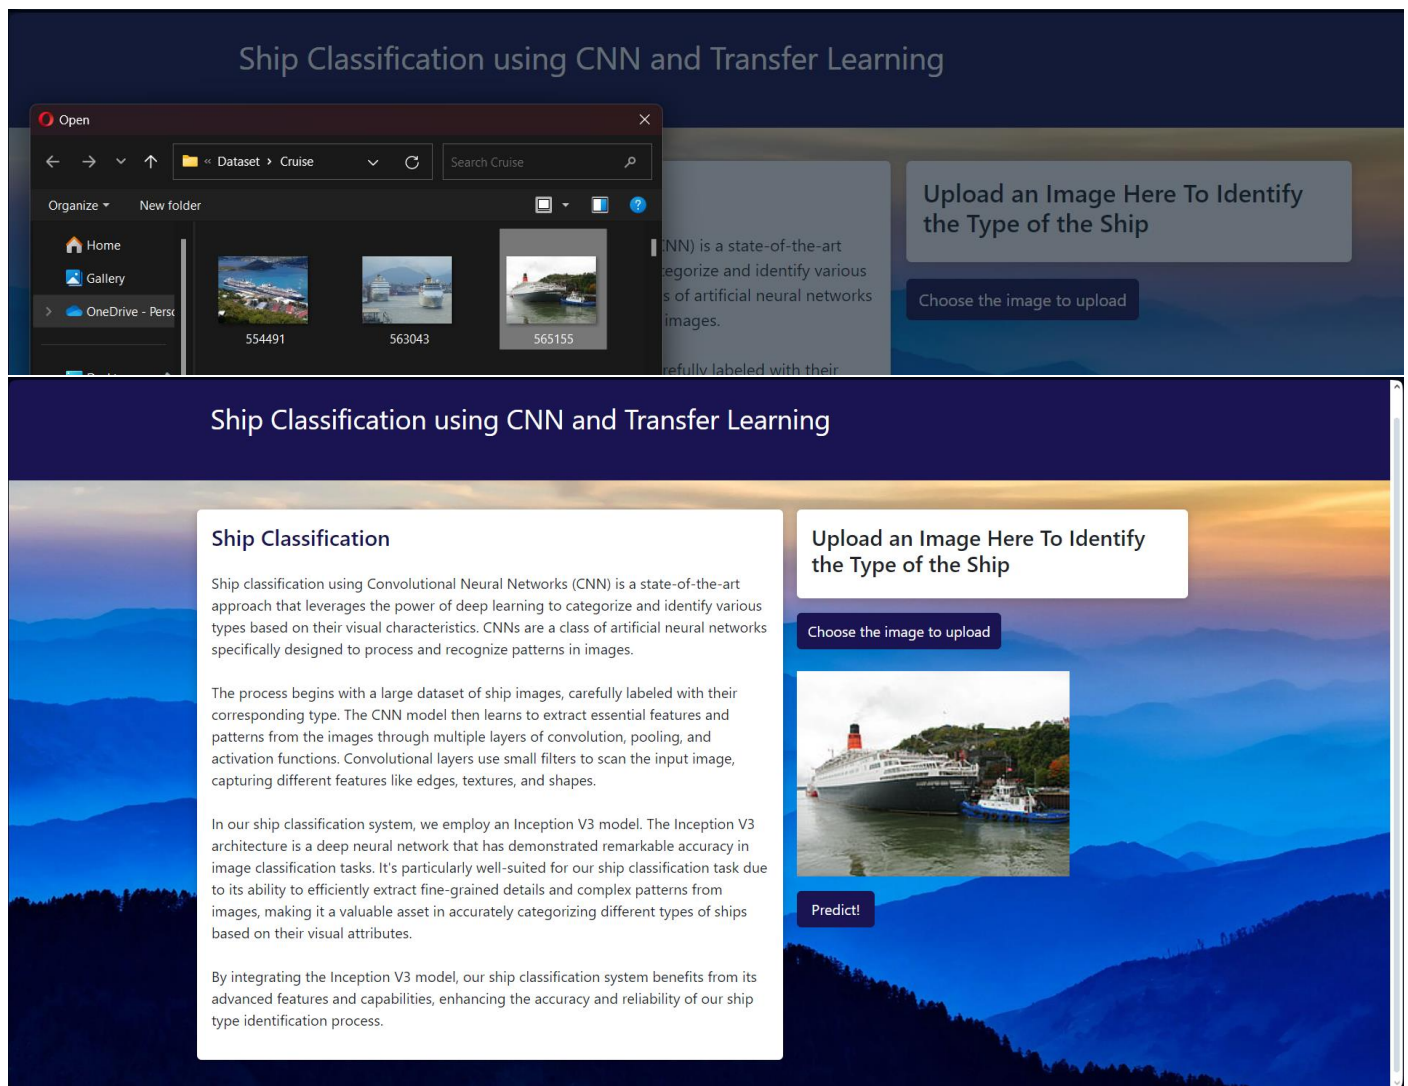 Ship Classification using CNN and Transfer Learning
Open
« Dataset > Cruise
Search Cruise
Organize
New folder
Home
Gallery
OneDrive - Perso
554491
563043
565155
CNN) is a state-of-the-art
tegorize and identify various
s of artificial neural networks
images.
refully labeled with their
Upload an Image Here To Identify
the Type of the Ship
Choose the image to upload
Ship Classification using CNN and Transfer Learning
Ship Classification
Ship classification using Convolutional Neural Networks (CNN) is a state-of-the-art
approach that leverages the power of deep learning to categorize and identify various
types based on their visual characteristics. CNNs are a class of artificial neural networks
specifically designed to process and recognize patterns in images.
The process begins with a large dataset of ship images, carefully labeled with their
corresponding type. The CNN model then learns to extract essential features and
patterns from the images through multiple layers of convolution, pooling, and
activation functions. Convolutional layers use small filters to scan the input image,
capturing different features like edges, textures, and shapes.
In our ship classification system, we employ an Inception V3 model. The Inception V3
architecture is a deep neural network that has demonstrated remarkable accuracy in
image classification tasks. It's particularly well-suited for our ship classification task due
to its ability to efficiently extract fine-grained details and complex patterns from
images, making it a valuable asset in accurately categorizing different types of ships
based on their visual attributes.
By integrating the Inception V3 model, our ship classification system benefits from its
advanced features and capabilities, enhancing the accuracy and reliability of our ship
type identification process.
Upload an Image Here To Identify
the Type of the Ship
Choose the image to upload
Predict!